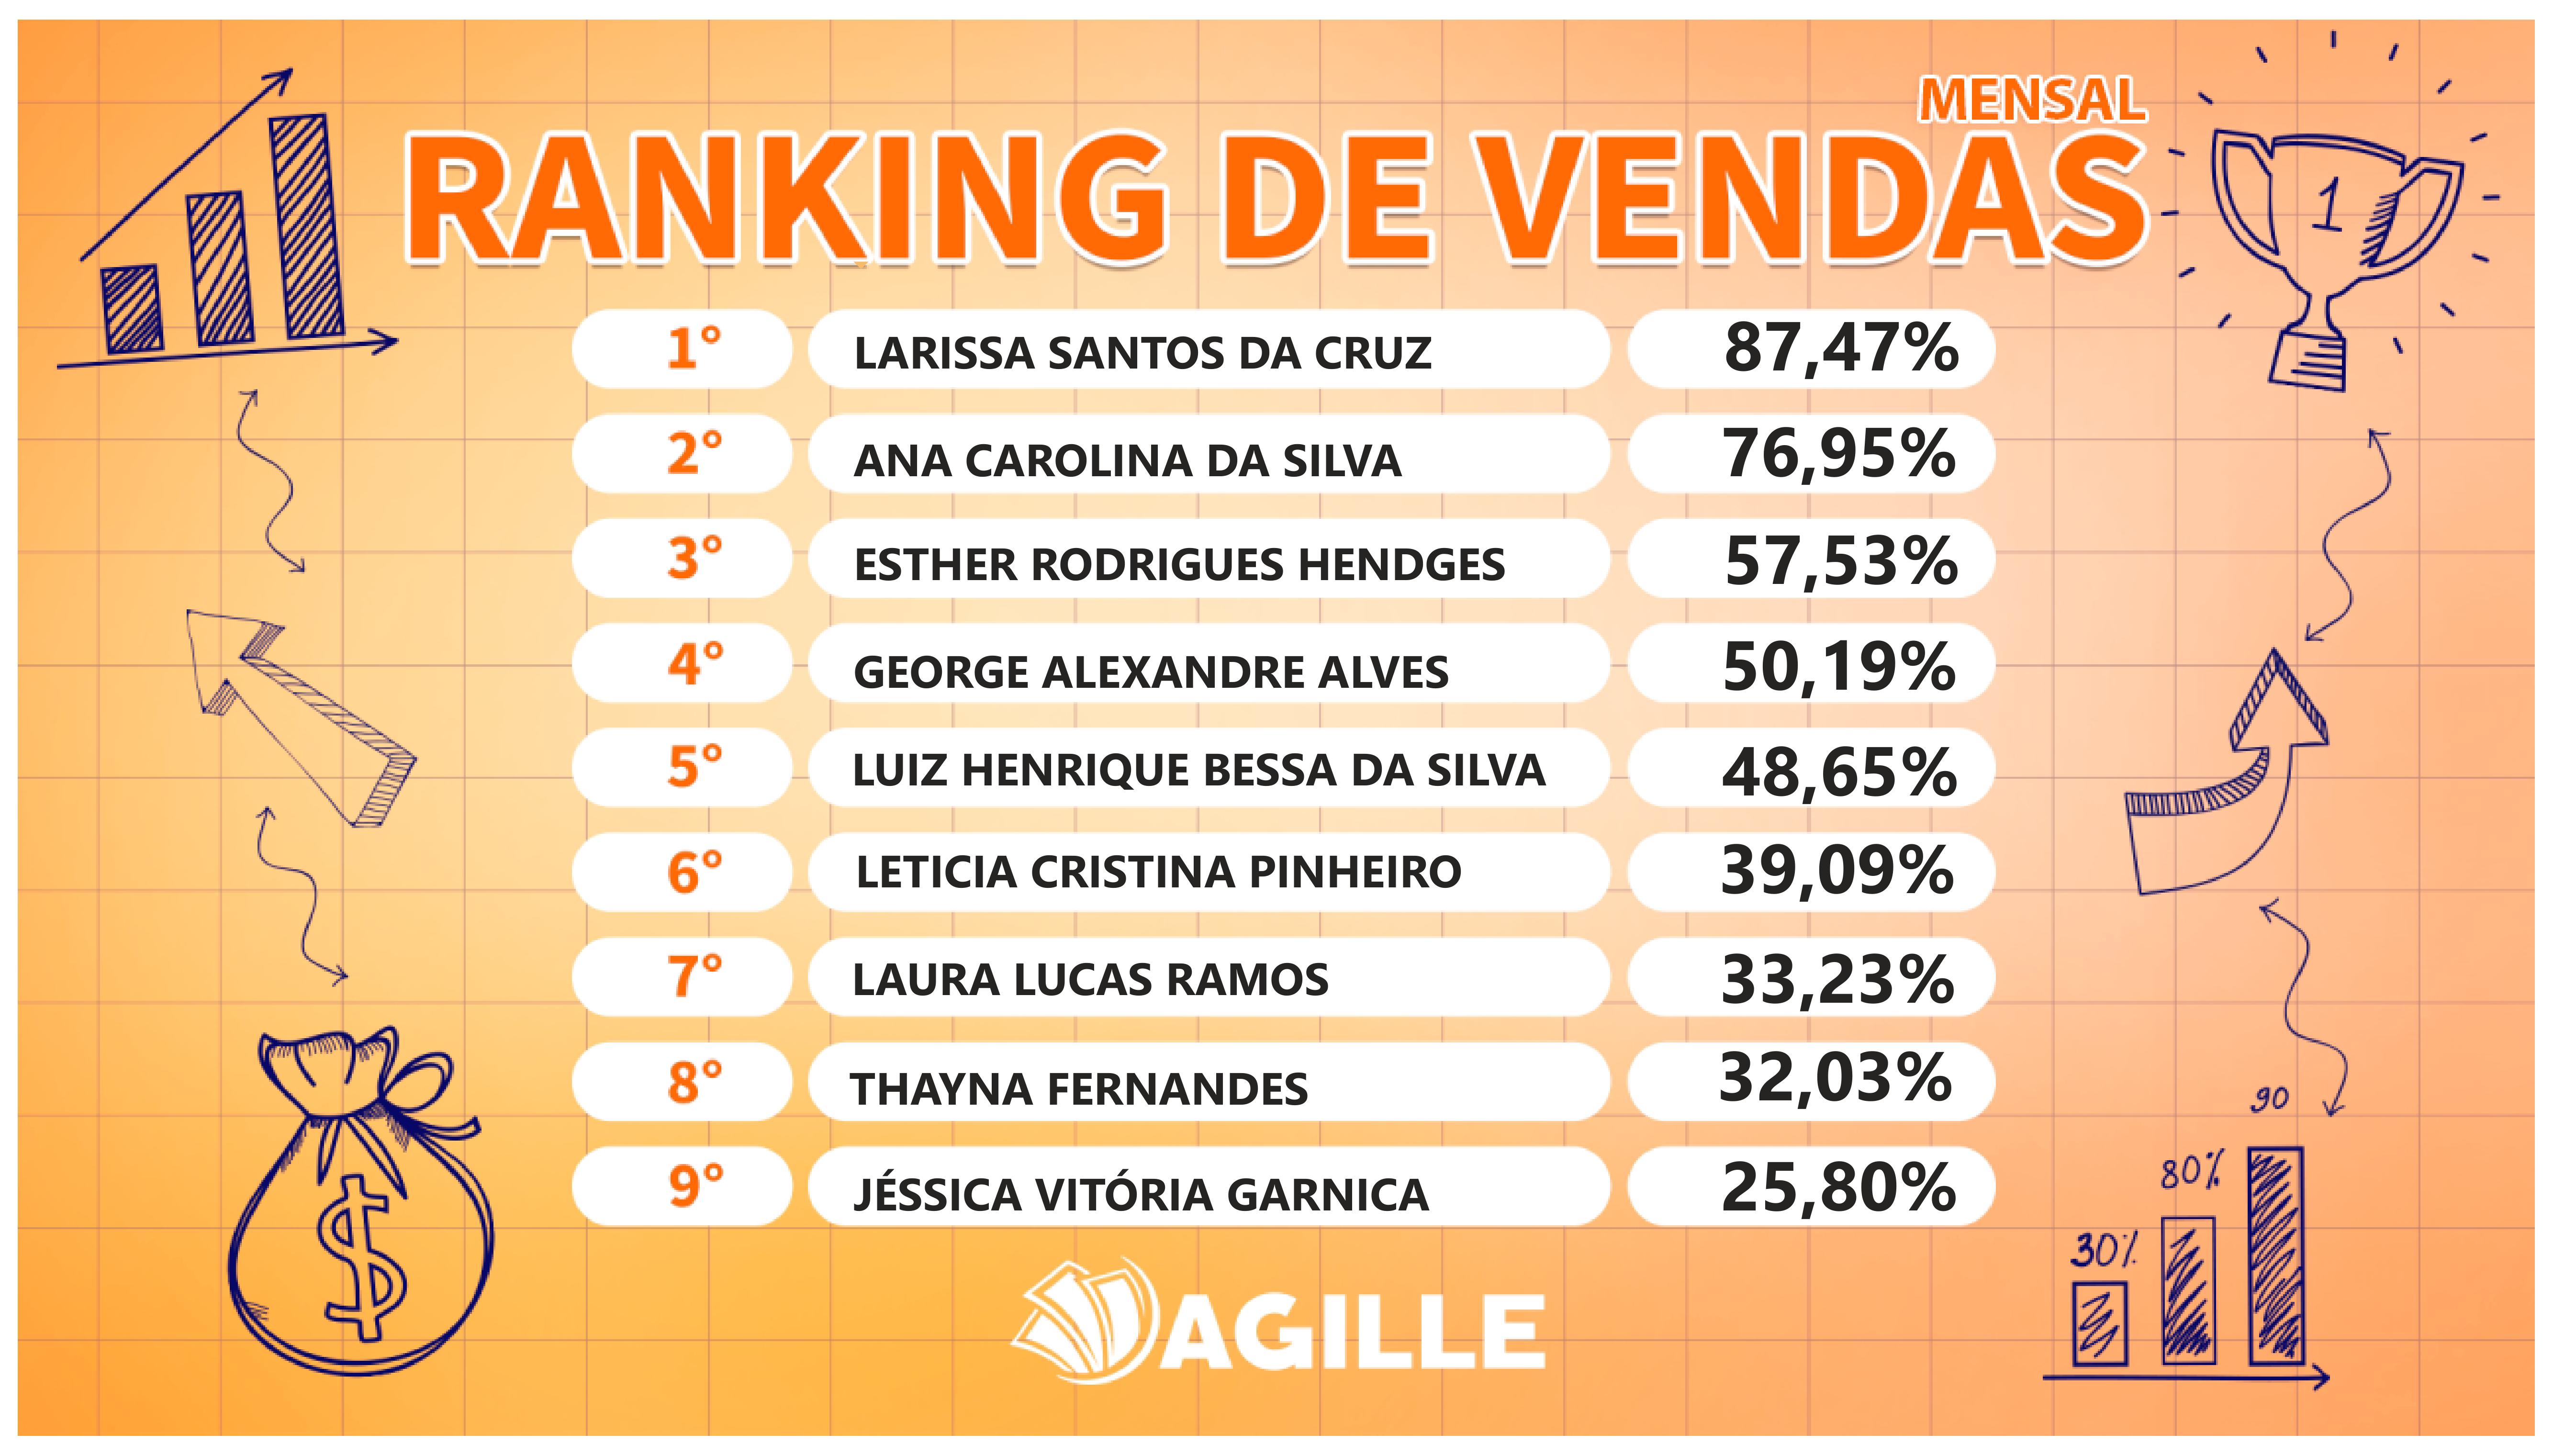 MENSAL
RANKING DE VENDAS
1
1° LARISSA SANTOS DA CRUZ 87,47%
2° ANA CAROLINA DA SILVA 76,95%
3° ESTHER RODRIGUES HENDGES 57,53%
4° GEORGE ALEXANDRE ALVES 50,19%
5° LUIZ HENRIQUE BESSA DA SILVA 48,65%
6° LETICIA CRISTINA PINHEIRO 39,09%
7° LAURA LUCAS RAMOS 33,23%
8° THAYNA FERNANDES 32,03%
9° JÉSSICA VITÓRIA GARNICA 25,80%
$
30%
80%
90
AGILLE